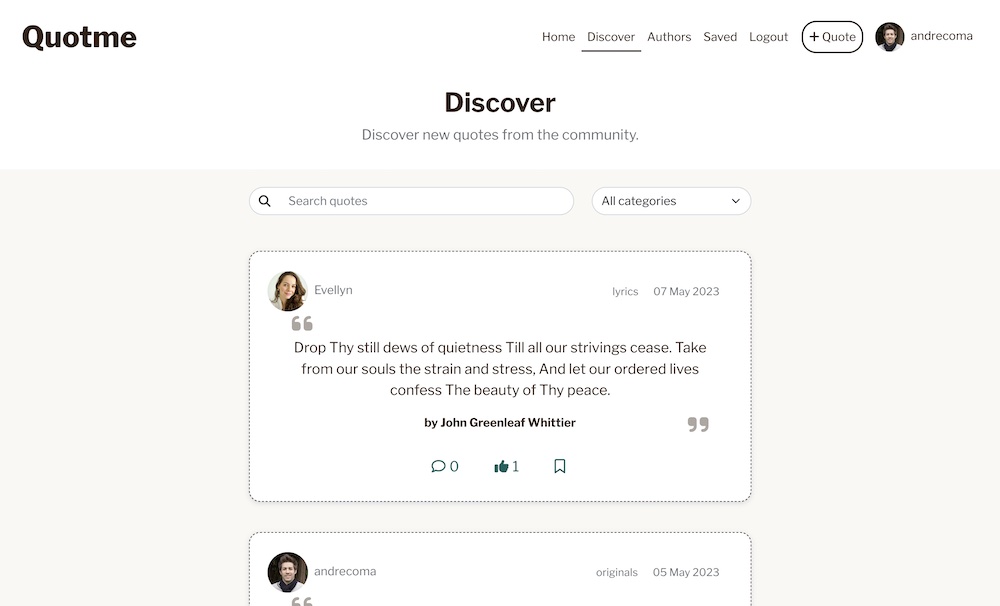 Quotme
Home Discover Authors Saved Logout + Quote andrecoma
Discover
Discover new quotes from the community.
Search quotes All categories
Evellyn lyrics 07 May 2023
“
Drop Thy still dews of quietness Till all our strivings cease. Take
from our souls the strain and stress, And let our ordered lives
confess The beauty of Thy peace.
by John Greenleaf Whittier ”
0 1
andrecoma originals 05 May 2023
“